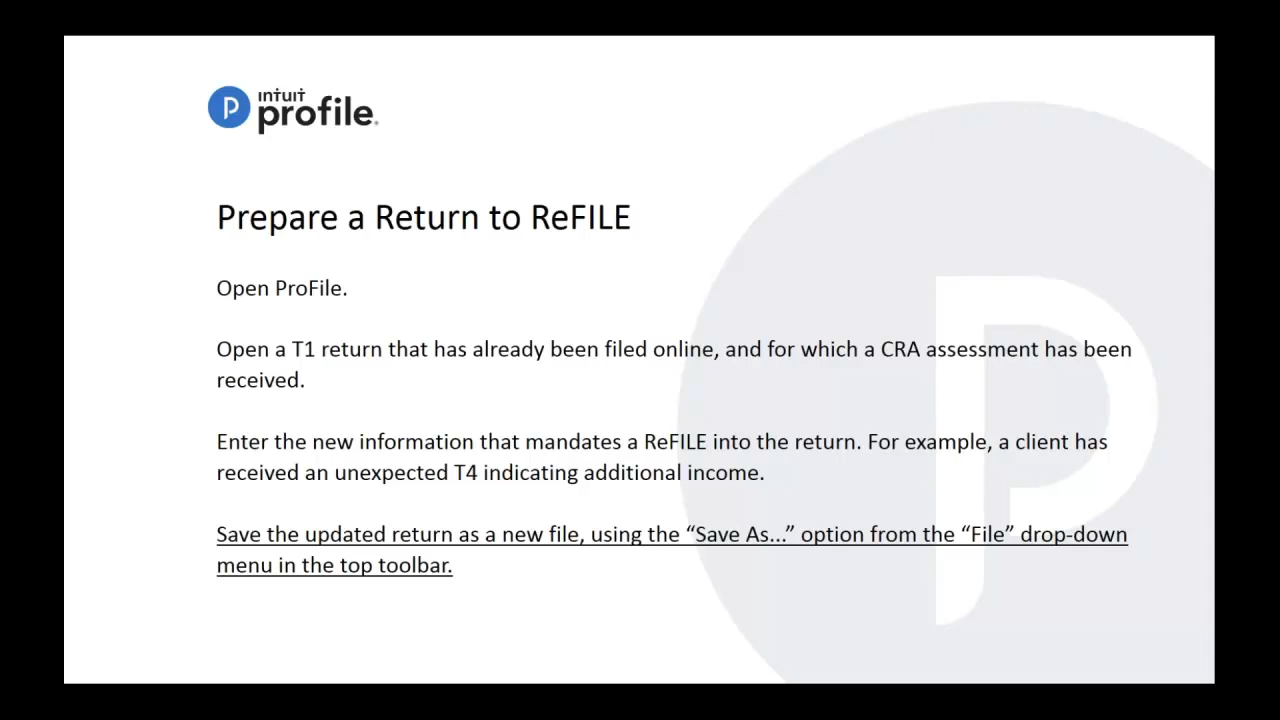 intuit
profile.
Prepare a Return to ReFILE
Open ProFile.
Open a T1 return that has already been filed online, and for which a CRA assessment has been
received.
Enter the new information that mandates a ReFILE into the return. For example, a client has
received an unexpected T4 indicating additional income.
Save the updated return as a new file, using the “Save As...” option from the “File” drop-down
menu in the top toolbar.